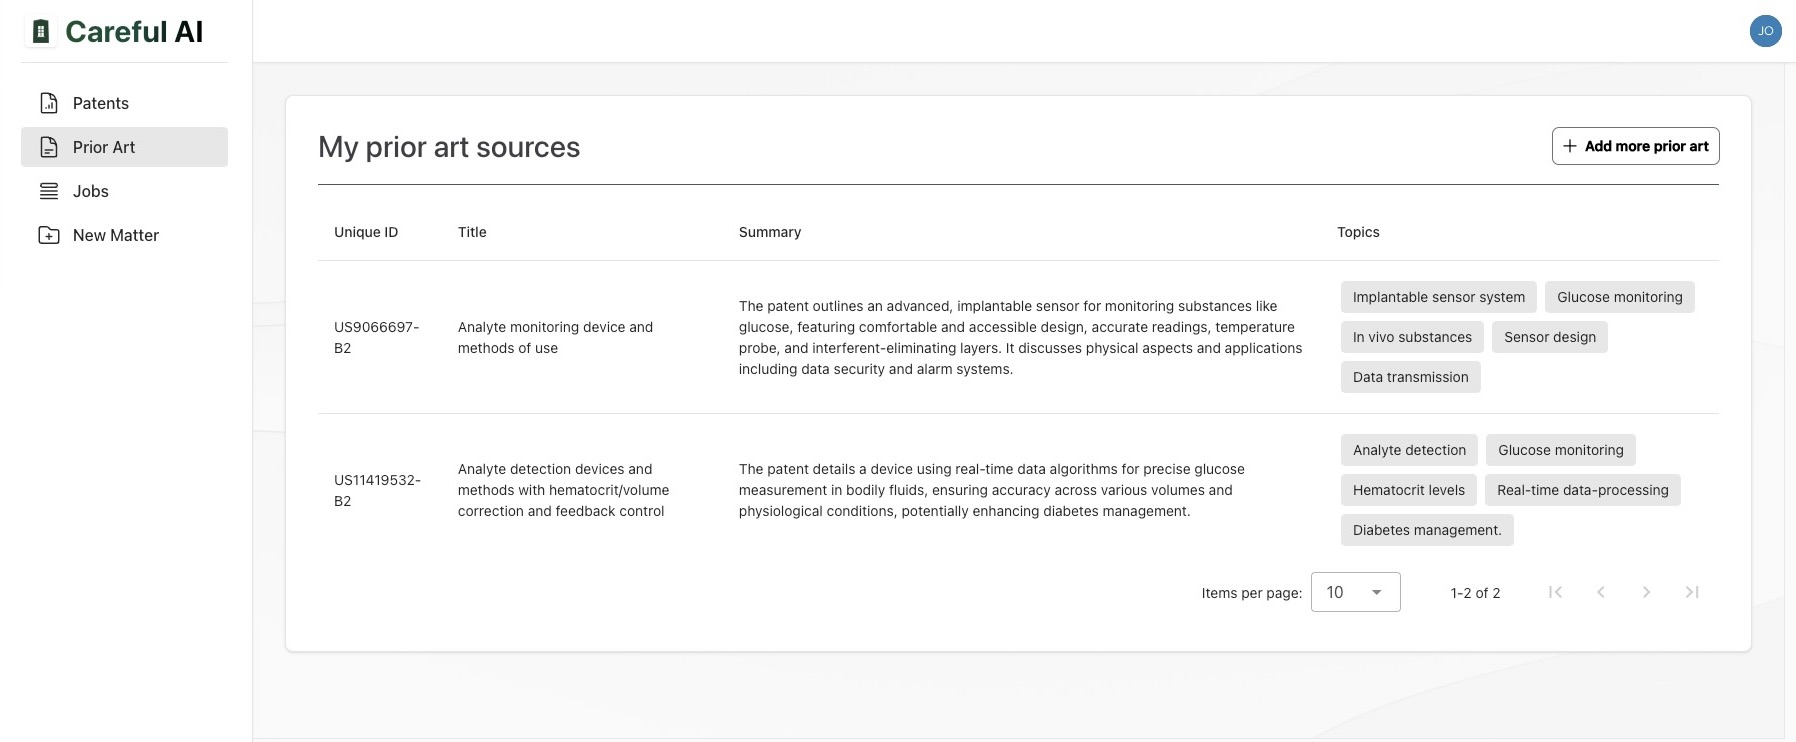 Careful AI
JO
Patents
Prior Art
Jobs
New Matter
My prior art sources
Add more prior art
Unique ID
Title
Summary
Topics
US9066697-
B2
Analyte monitoring device and
methods of use
The patent outlines an advanced, implantable sensor for monitoring substances like
glucose, featuring comfortable and accessible design, accurate readings, temperature
probe, and interferent-eliminating layers. It discusses physical aspects and applications
including data security and alarm systems.
Implantable sensor system
Glucose monitoring
In vivo substances
Sensor design
Data transmission
US11419532-
B2
Analyte detection devices and
methods with hematocrit/volume
correction and feedback control
The patent details a device using real-time data algorithms for precise glucose
measurement in bodily fluids, ensuring accuracy across various volumes and
physiological conditions, potentially enhancing diabetes management.
Analyte detection
Glucose monitoring
Hematocrit levels
Real-time data-processing
Diabetes management.
Items per page:
10
1-2 of 2